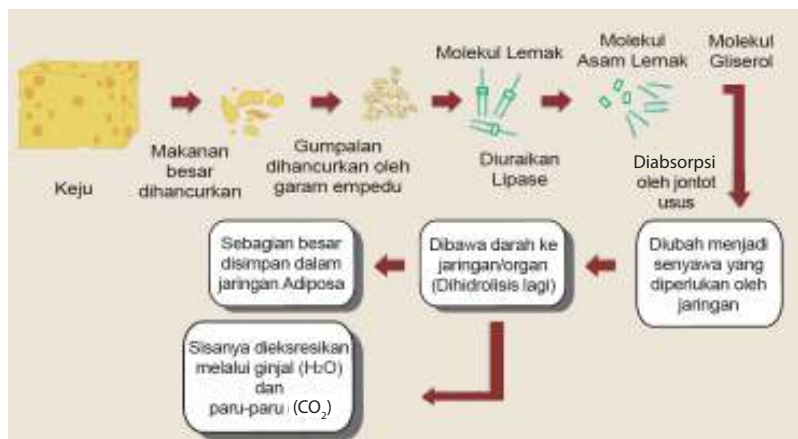 Molekul Lemak
Molekul
Asam Lemak
Molekul
Gliserol
Keju
Makanan
besar
dihancurkan
Gumpalan
dihancurkan oleh
garam empedu
Diuraikan
Lipase
Diabsorpsi
oleh jontot
usus
Sebagian besar
disimpan dalam
jaringan Adiposa
Dibawa darah ke
jaringan/organ
(Dihidrolisis lagi)
Diubah menjadi
senyawa yang
diperlukan oleh
jaringan
Sisanya dieksresikan
melalui ginjal (H₂O)
dan
paru-paru (CO₂)